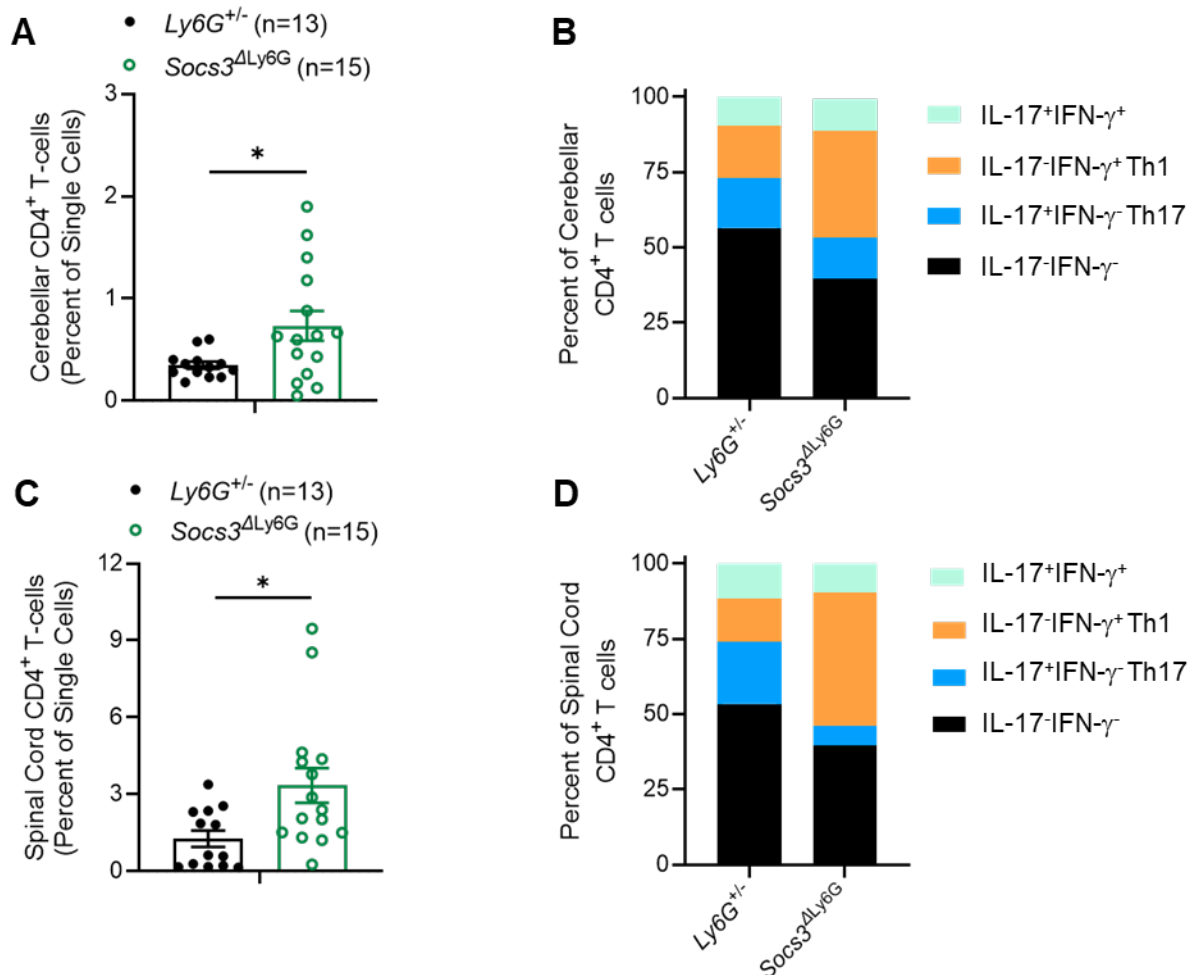 A
Ly6G⁺/⁻ (n=13)
Socs3ΔLy6G (n=15)
Cerebellar CD4⁺ T-cells
(Percent of Single Cells)
3
2
1
0
*
B
Percent of Cerebellar
CD4⁺ T cells
100
75
50
25
0
Ly6G⁺/⁻
Socs3ΔLy6G
IL-17⁺IFN-γ⁺
IL-17⁻IFN-γ⁺ Th1
IL-17⁺IFN-γ⁻ Th17
IL-17⁻IFN-γ⁻
C
Ly6G⁺/⁻ (n=13)
Socs3ΔLy6G (n=15)
Spinal Cord CD4⁺ T-cells
(Percent of Single Cells)
12
9
6
3
0
*
D
Percent of Spinal Cord
CD4⁺ T cells
100
75
50
25
0
Ly6G⁺/⁻
Socs3ΔLy6G
IL-17⁺IFN-γ⁺
IL-17⁻IFN-γ⁺ Th1
IL-17⁺IFN-γ⁻ Th17
IL-17⁻IFN-γ⁻